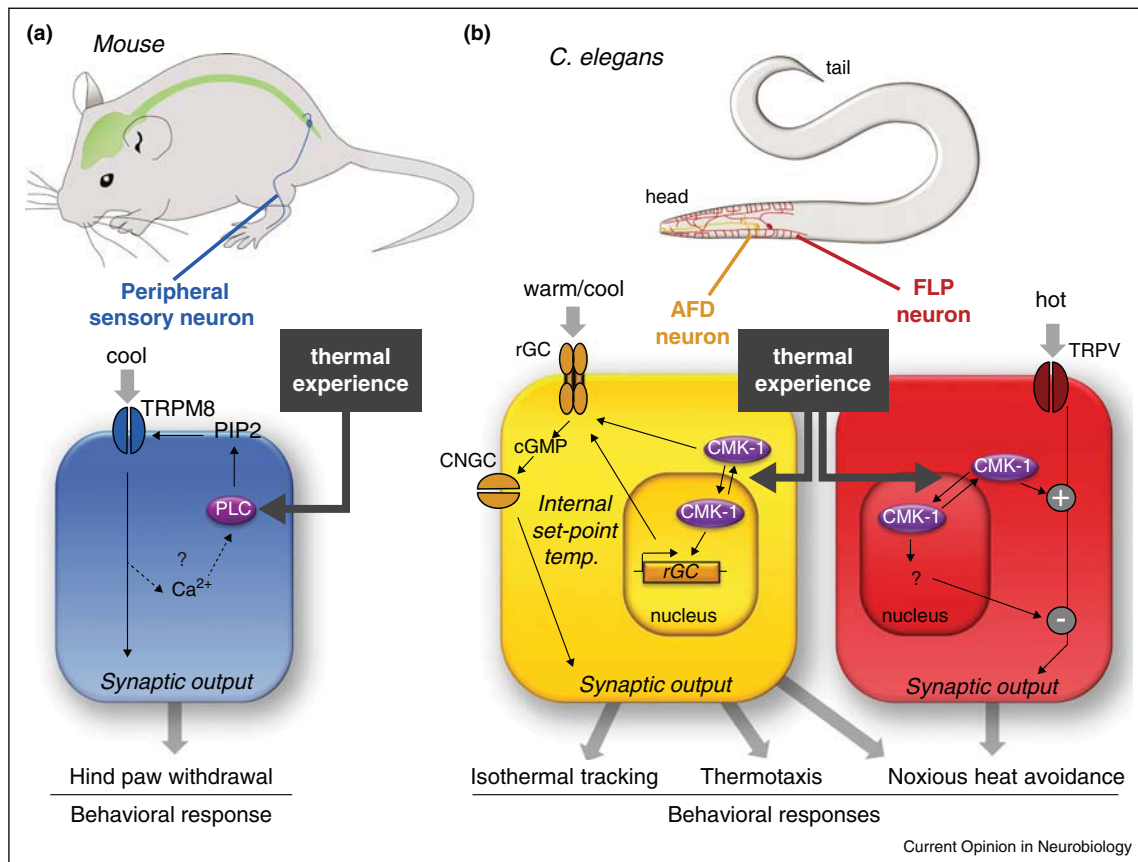 (a)
Mouse
Peripheral
sensory neuron
cool
TRPM8
PIP2
PLC
?
Ca2+
thermal
experience
Synaptic output
Hind paw withdrawal
Behavioral response
(b)
C. elegans
tail
head
AFD
neuron
FLP
neuron
warm/cool
rGC
cGMP
CNGC
Internal
set-point
temp.
CMK-1
CMK-1
rGC
nucleus
Synaptic output
thermal
experience
hot
TRPV
CMK-1
CMK-1
+
?
-
nucleus
Synaptic output
Isothermal tracking
Thermotaxis
Noxious heat avoidance
Behavioral responses
Current Opinion in Neurobiology